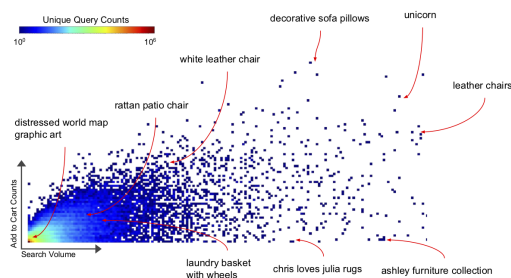 Unique Query Counts
10⁰
10⁶
decorative sofa pillows
unicorn
white leather chair
leather chairs
rattan patio chair
distressed world map
graphic art
Add to Cart Counts
Search Volume
laundry basket
with wheels
chris loves julia rugs
ashley furniture collection